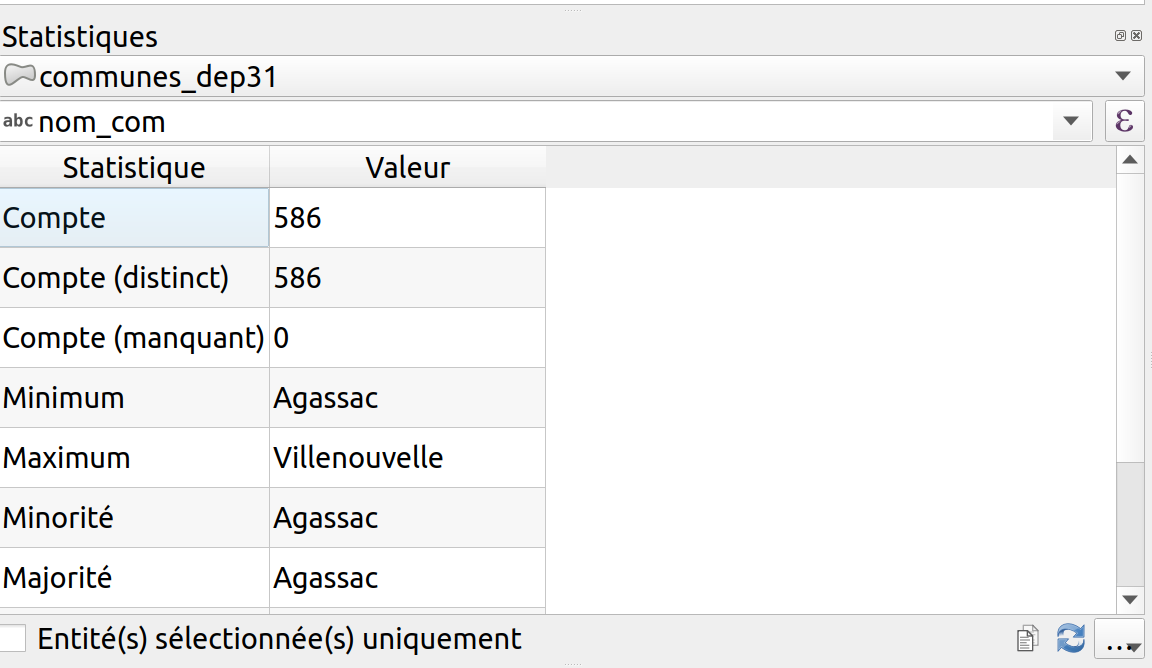 Statistiques
communes_dep31
abc nom_com ε
Statistique Valeur
Compte 586
Compte (distinct) 586
Compte (manquant) 0
Minimum Agassac
Maximum Villenouvelle
Minorité Agassac
Majorité Agassac
Entité(s) sélectionnée(s) uniquement ...